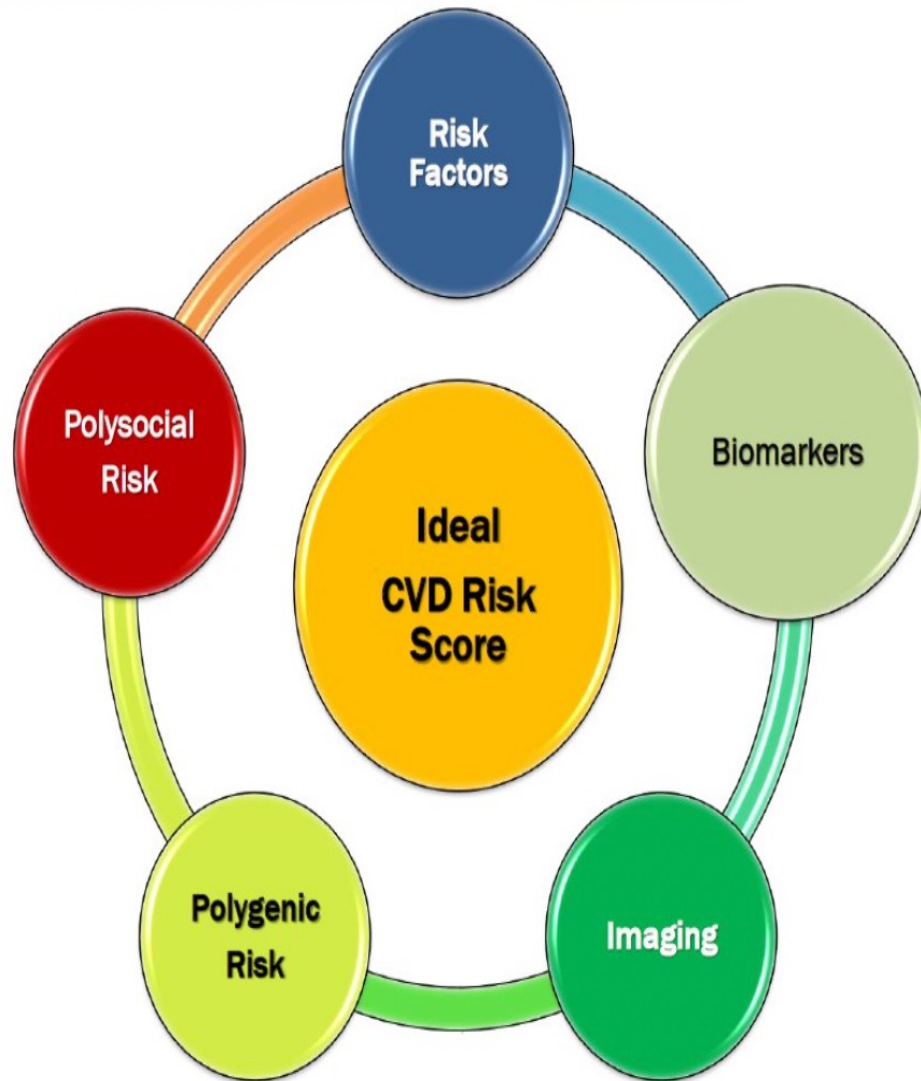 Risk
Factors
Polysocial
Risk
Biomarkers
Ideal
CVD Risk
Score
Polygenic
Risk
Imaging